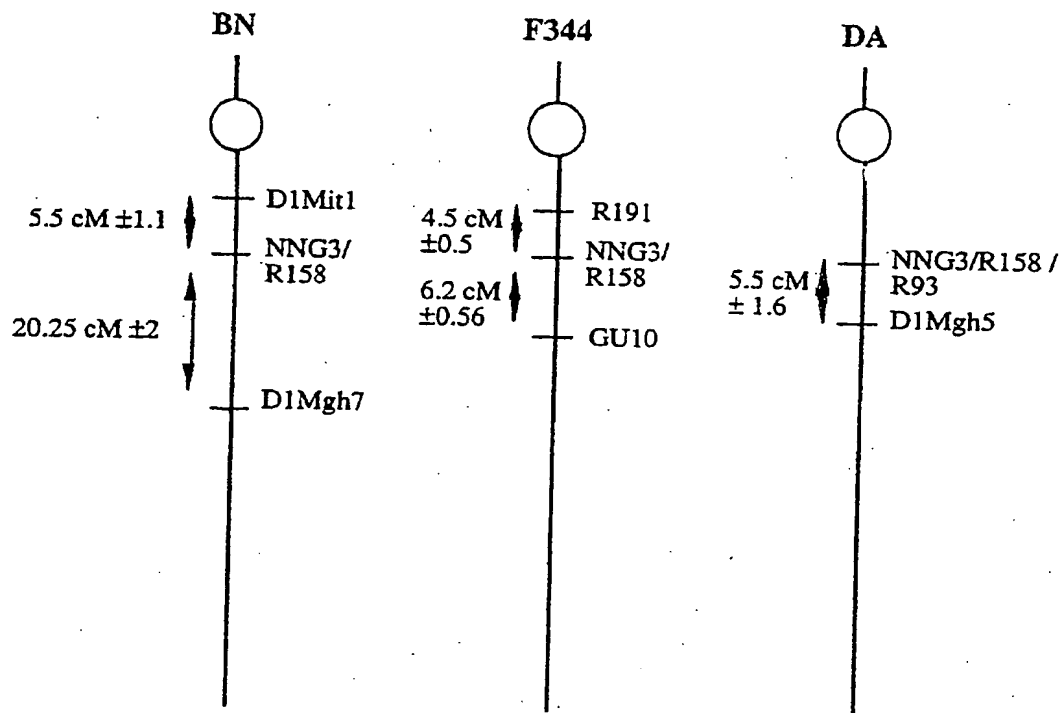 BN
D1Mit1
5.5 cM ±1.1
NNG3/
R158
20.25 cM ±2
D1Mgh7
F344
R191
4.5 cM
±0.5
NNG3/
R158
6.2 cM
±0.56
GU10
DA
NNG3/R158 /
R93
5.5 cM
± 1.6
D1Mgh5